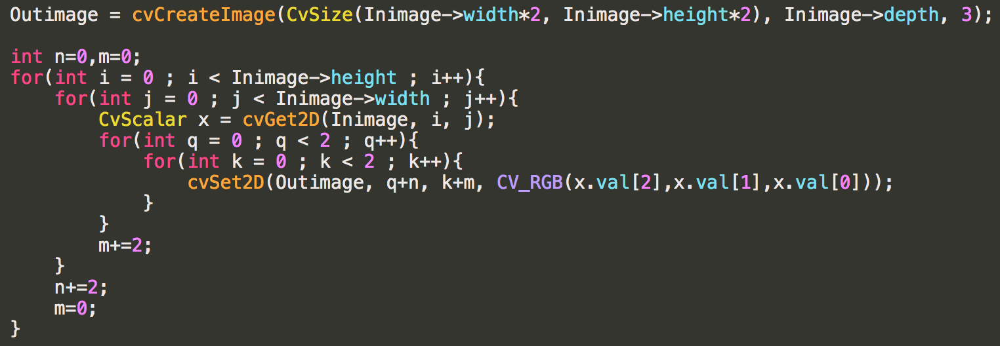 Outimage = cvCreateImage(CvSize(Inimage->width*2, Inimage->height*2), Inimage->depth, 3);

int n=0,m=0;
for(int i = 0 ; i < Inimage->height ; i++){
    for(int j = 0 ; j < Inimage->width ; j++){
        CvScalar x = cvGet2D(Inimage, i, j);
        for(int q = 0 ; q < 2 ; q++){
            for(int k = 0 ; k < 2 ; k++){
                cvSet2D(Outimage, q+n, k+m, CV_RGB(x.val[2],x.val[1],x.val[0]));
            }
        }
        m+=2;
    }
    n+=2;
    m=0;
}